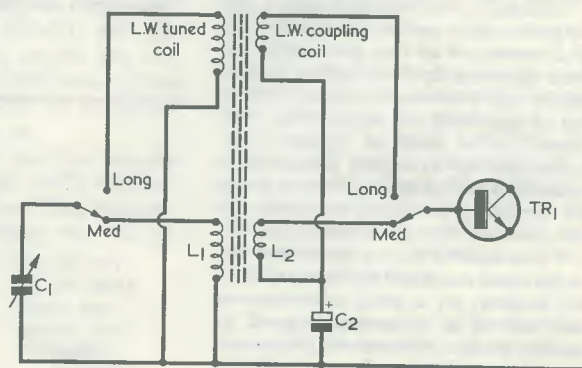 L.W. tuned
coil
L.W. coupling
coil
Long
Med
C1
L1
L2
Long
Med
TR1
+
C2